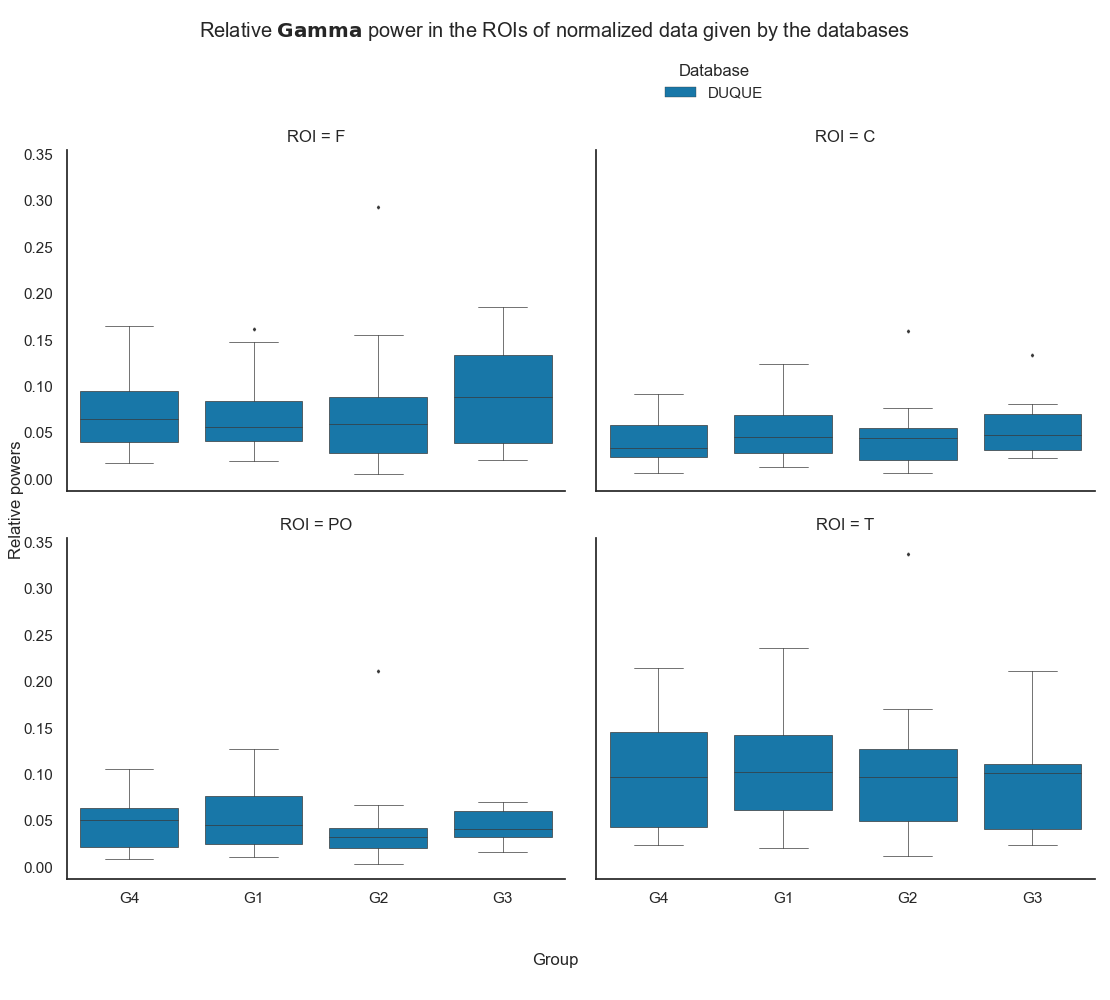 Relative Gamma power in the ROIs of normalized data given by the databases
Database
DUQUE
ROI = F
0.35
0.30
0.25
0.20
0.15
0.10
0.05
0.00
ROI = C
Relative powers
ROI = PO
0.35
0.30
0.25
0.20
0.15
0.10
0.05
0.00
G4 G1 G2 G3
ROI = T
G4 G1 G2 G3
Group